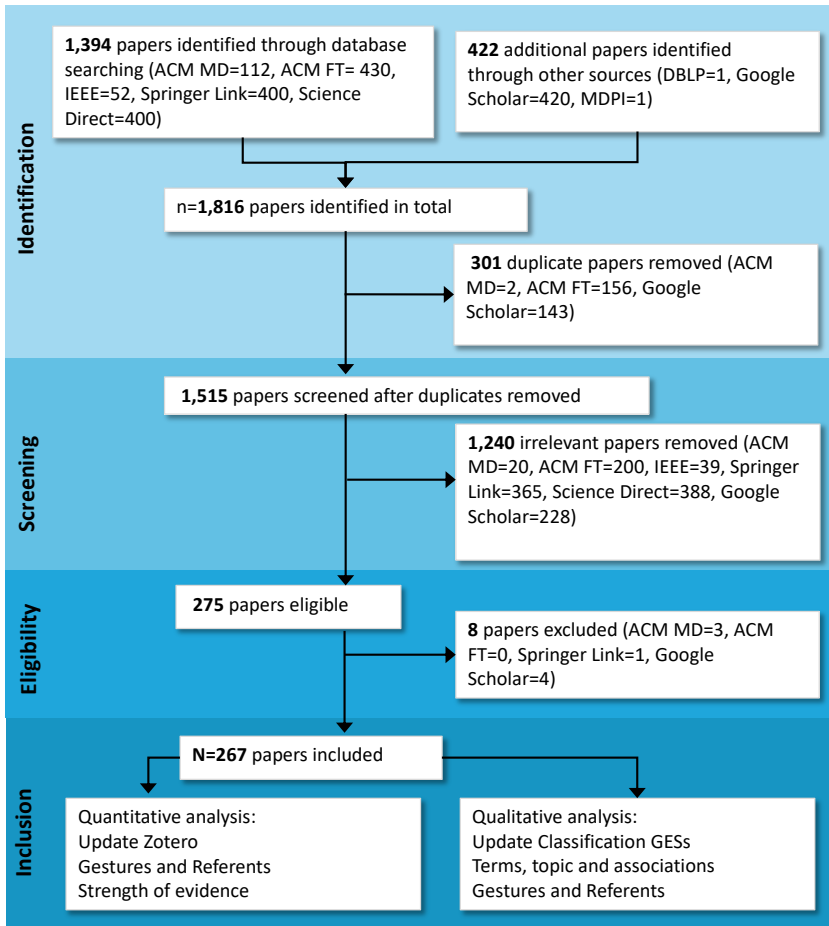 Identification
1,394 papers identified through database
searching (ACM MD=112, ACM FT= 430,
IEEE=52, Springer Link=400, Science
Direct=400)
422 additional papers identified
through other sources (DBLP=1, Google
Scholar=420, MDPI=1)
n=1,816 papers identified in total
301 duplicate papers removed (ACM
MD=2, ACM FT=156, Google
Scholar=143)
Screening
1,515 papers screened after duplicates removed
1,240 irrelevant papers removed (ACM
MD=20, ACM FT=200, IEEE=39, Springer
Link=365, Science Direct=388, Google
Scholar=228)
Eligibility
275 papers eligible
8 papers excluded (ACM MD=3, ACM
FT=0, Springer Link=1, Google
Scholar=4)
Inclusion
N=267 papers included
Quantitative analysis:
Update Zotero
Gestures and Referents
Strength of evidence
Qualitative analysis:
Update Classification GESs
Terms, topic and associations
Gestures and Referents